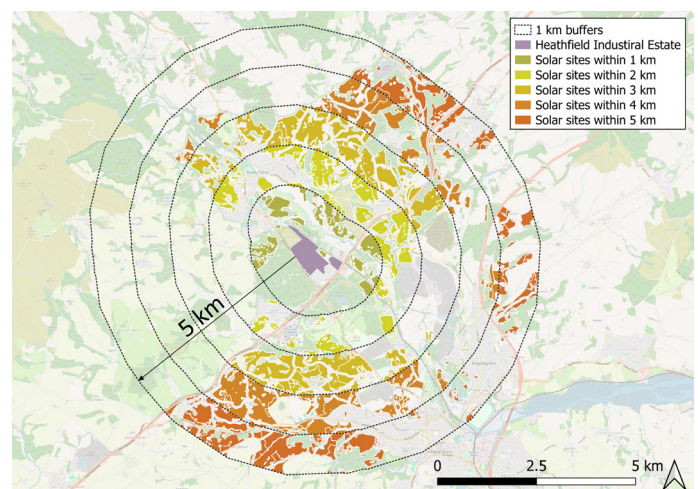 1 km buffers
Heathfield Industiral Estate
Solar sites within 1 km
Solar sites within 2 km
Solar sites within 3 km
Solar sites within 4 km
Solar sites within 5 km
5 km
0 2.5 5 km